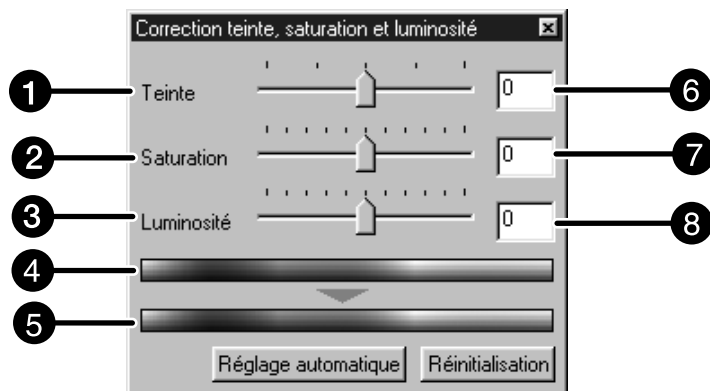 Correction teinte, saturation et luminosité
1 Teinte 0 6
2 Saturation 0 7
3 Luminosité 0 8
4
5
Réglage automatique Réinitialisation